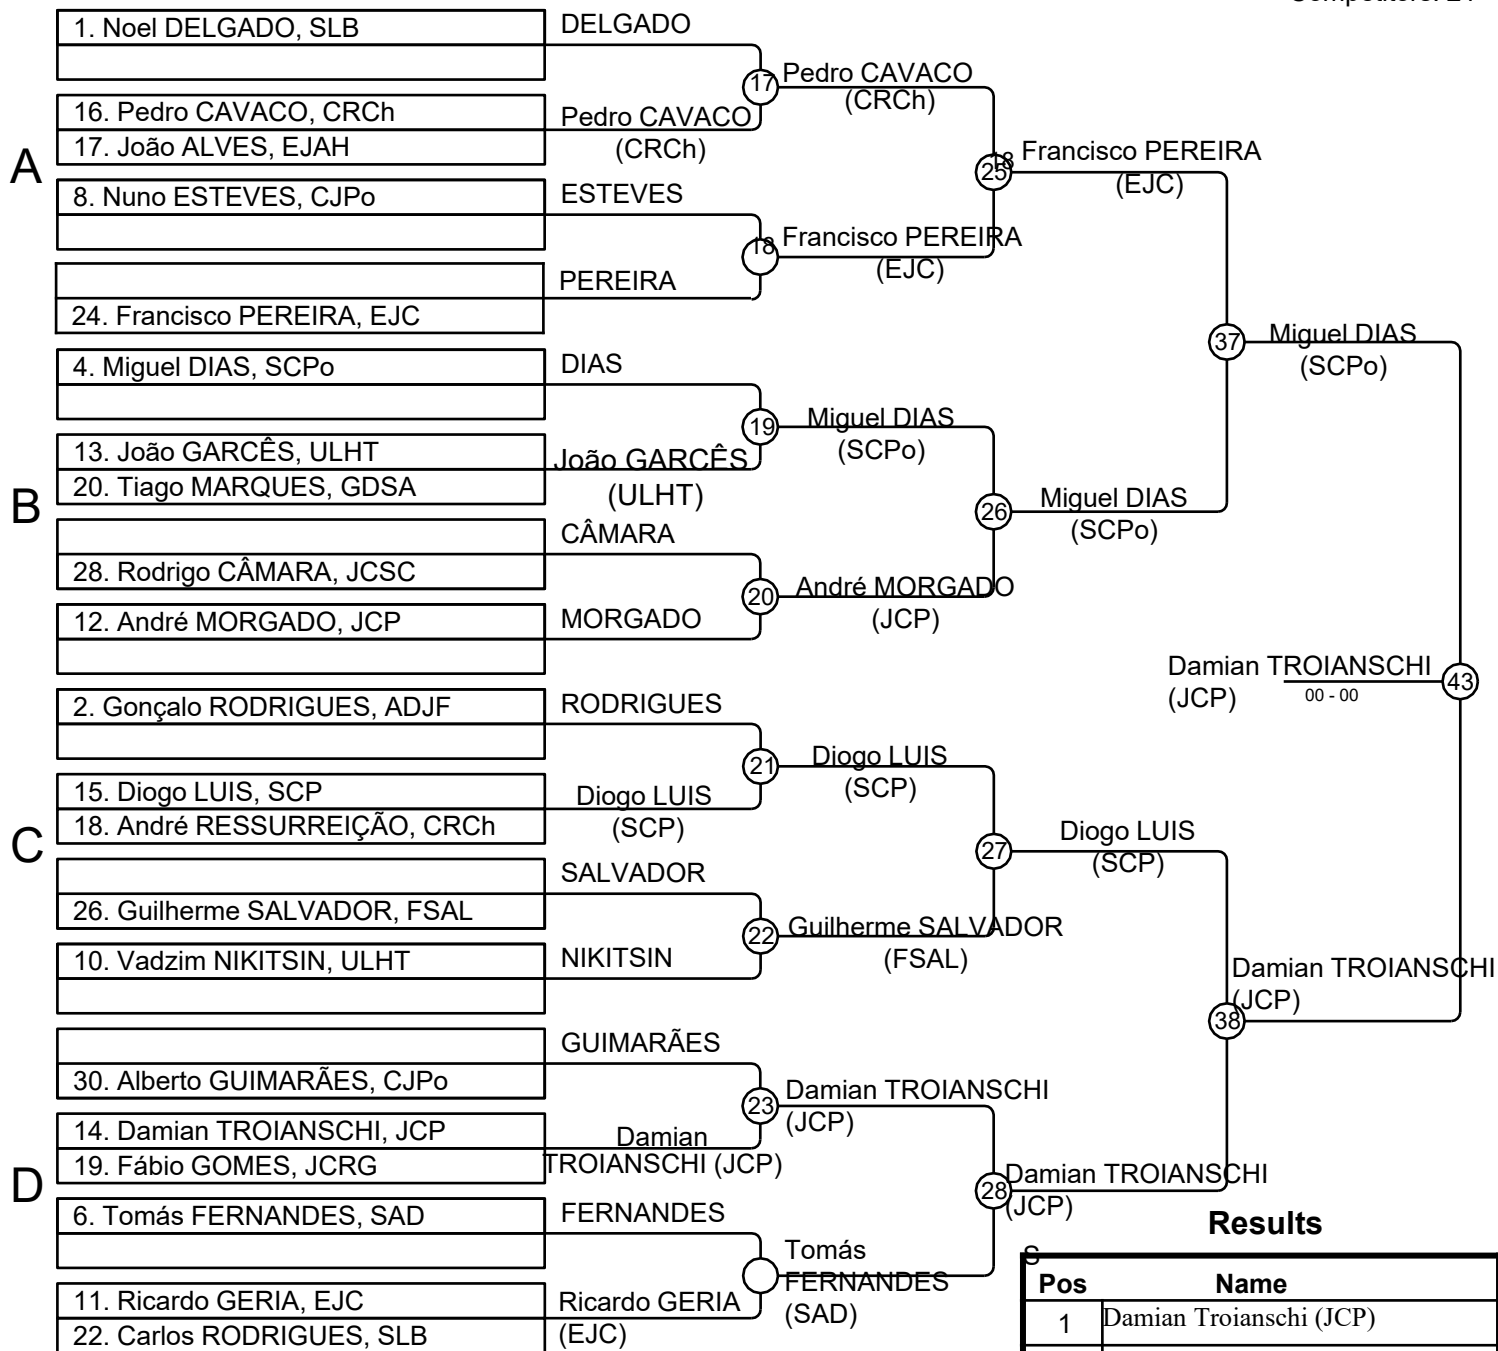 1. Noel DELGADO, SLB
DELGADO
17
Pedro CAVACO
(CRCh)
16. Pedro CAVACO, CRCh
17. João ALVES, EJAH
Pedro CAVACO
(CRCh)
A
25
18
Francisco PEREIRA
(EJC)
8. Nuno ESTEVES, CJPo
ESTEVES
18
Francisco PEREIRA
(EJC)
PEREIRA
24. Francisco PEREIRA, EJC
37
Miguel DIAS
(SCPo)
4. Miguel DIAS, SCPo
DIAS
19
Miguel DIAS
(SCPo)
13. João GARCÊS, ULHT
20. Tiago MARQUES, GDSA
João GARCÊS
(ULHT)
B
26
Miguel DIAS
(SCPo)
CÂMARA
28. Rodrigo CÂMARA, JCSC
20
André MORGADO
(JCP)
12. André MORGADO, JCP
MORGADO
Damian TROIANSCHI
(JCP)
00 - 00
43
2. Gonçalo RODRIGUES, ADJF
RODRIGUES
21
Diogo LUIS
(SCP)
15. Diogo LUIS, SCP
18. André RESSURREIÇÃO, CRCh
Diogo LUIS
(SCP)
C
27
Diogo LUIS
(SCP)
SALVADOR
26. Guilherme SALVADOR, FSAL
22
Guilherme SALVADOR
(FSAL)
10. Vadzim NIKITSIN, ULHT
NIKITSIN
38
Damian TROIANSCHI
(JCP)
GUIMARÃES
30. Alberto GUIMARÃES, CJPo
23
Damian TROIANSCHI
(JCP)
14. Damian TROIANSCHI, JCP
19. Fábio GOMES, JCRG
Damian
TROIANSCHI (JCP)
D
28
Damian TROIANSCHI
(JCP)
6. Tomás FERNANDES, SAD
FERNANDES
Tomás
FERNANDES
(SAD)
11. Ricardo GERIA, EJC
22. Carlos RODRIGUES, SLB
Ricardo GERIA
(EJC)
Results
S
Pos Name
1 Damian Troianschi (JCP)